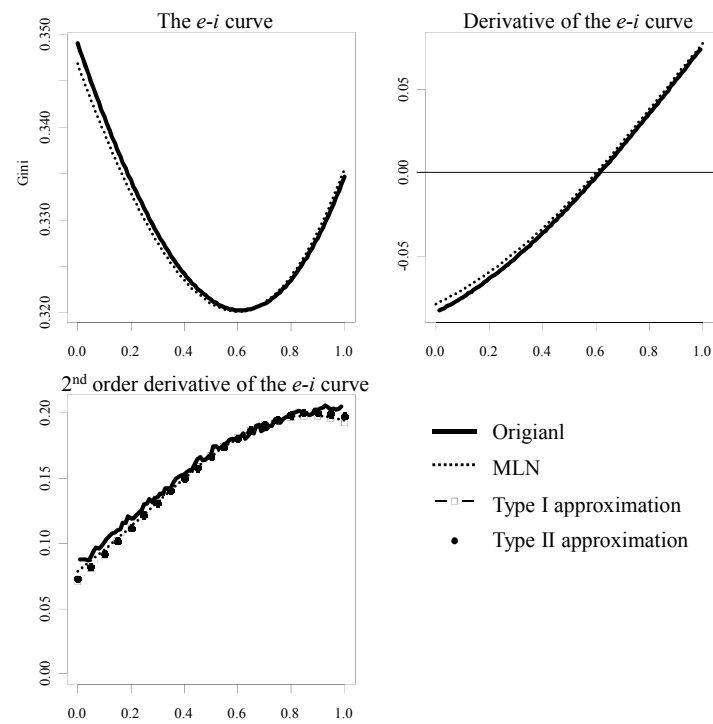 The e-i curve
Gini
0.350
0.340
0.330
0.320
0.0 0.2 0.4 0.6 0.8 1.0
Derivative of the e-i curve
0.05
0.00
-0.05
0.0 0.2 0.4 0.6 0.8 1.0
2nd order derivative of the e-i curve
0.20
0.15
0.10
0.05
0.00
0.0 0.2 0.4 0.6 0.8 1.0
Origianl
MLN
Type I approximation
Type II approximation